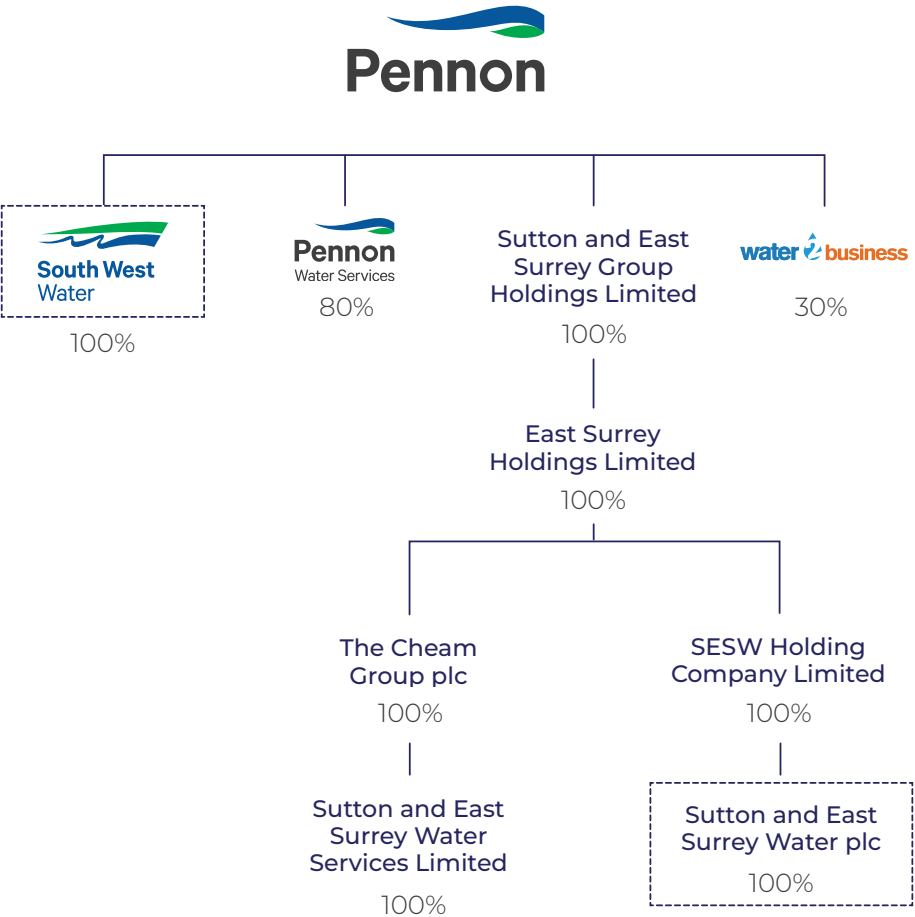 Pennon
South West
Water
100%
Pennon
Water Services
80%
Sutton and East
Surrey Group
Holdings Limited
100%
water2business
30%
East Surrey
Holdings Limited
100%
The Cheam
Group plc
100%
SESW Holding
Company Limited
100%
Sutton and East
Surrey Water
Services Limited
100%
Sutton and East
Surrey Water plc
100%